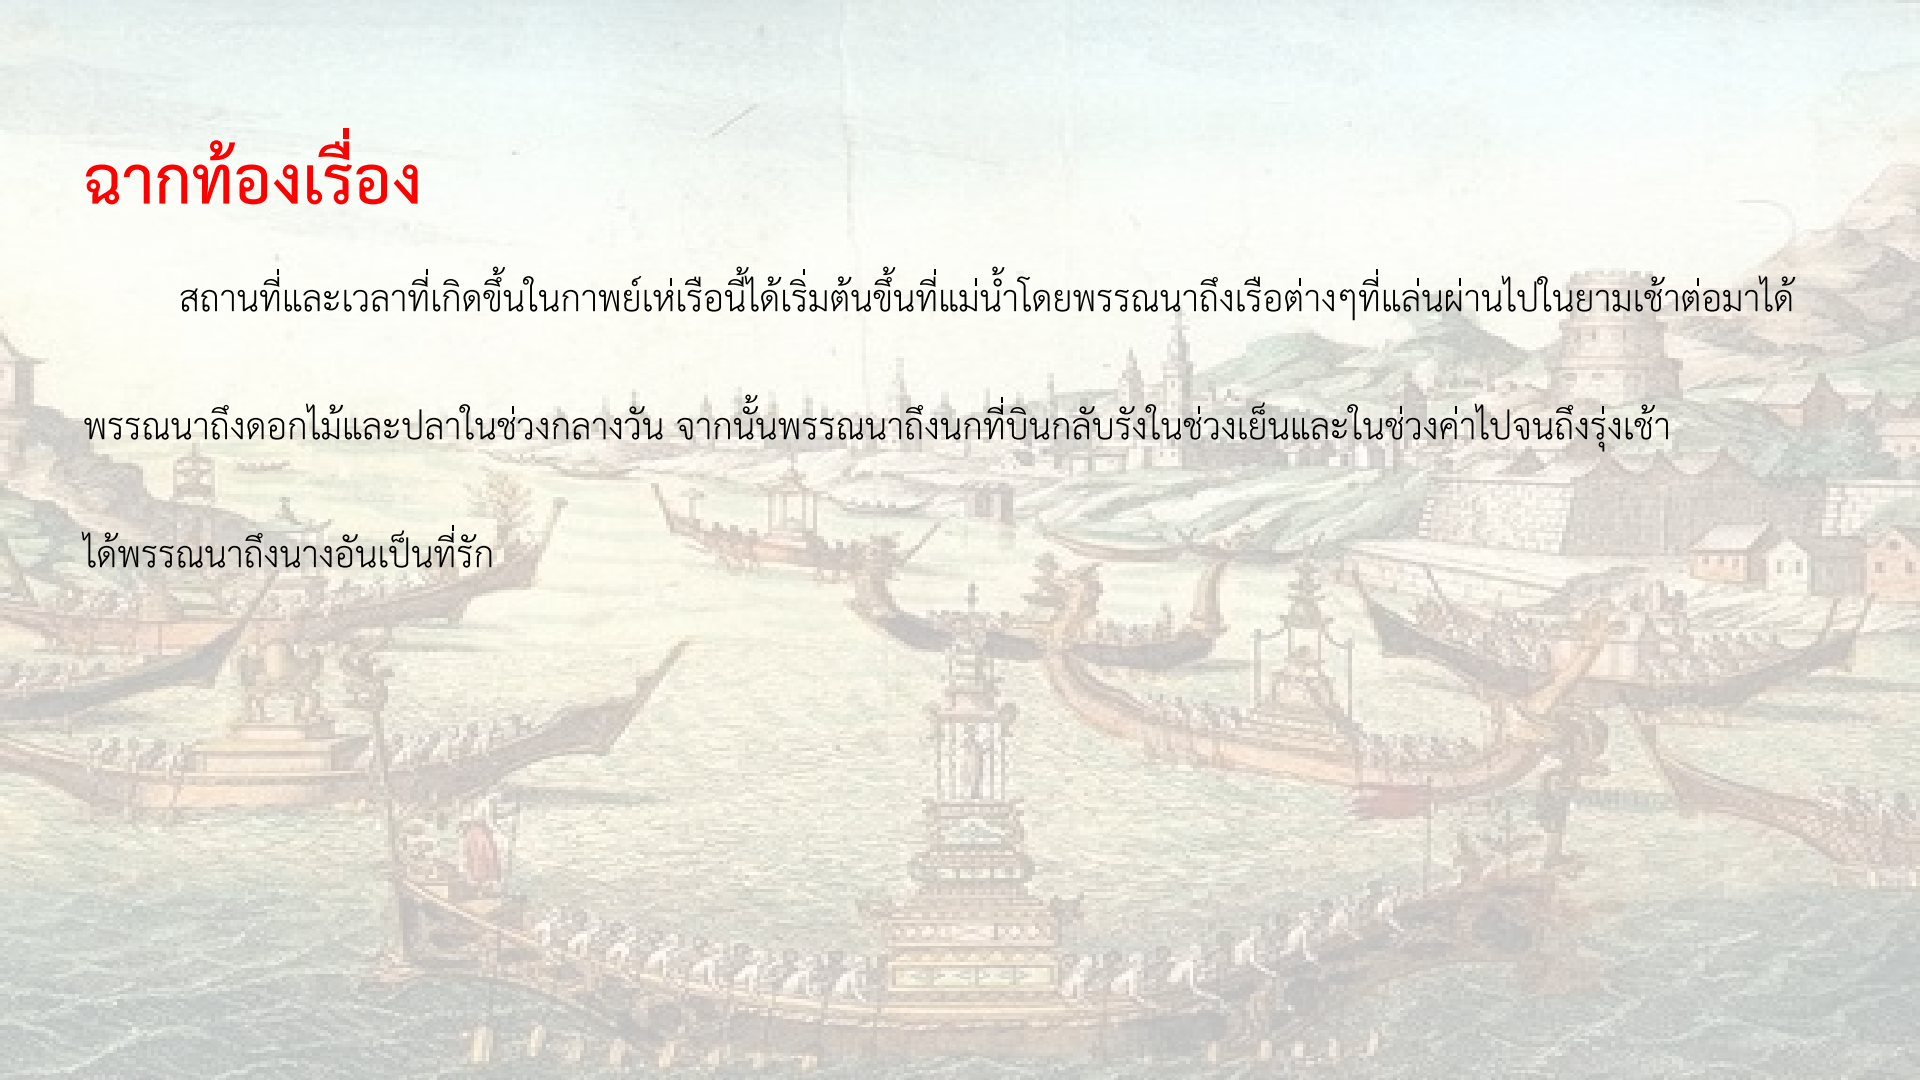 ฉากท้องเรื่อง
สถานที่และเวลาที่เกิดขึ้นในกาพย์เห่เรือนี้ได้เริ่มต้นขึ้นที่แม่น้ำโดยพรรณนาถึงเรือต่างๆที่แล่นผ่านไปในยามเช้าต่อมาได้
พรรณนาถึงดอกไม้และปลาในช่วงกลางวัน จากนั้นพรรณนาถึงนกที่บินกลับรังในช่วงเย็นและในช่วงค่ำไปจนถึงรุ่งเช้า
ได้พรรณนาถึงนางอันเป็นที่รัก